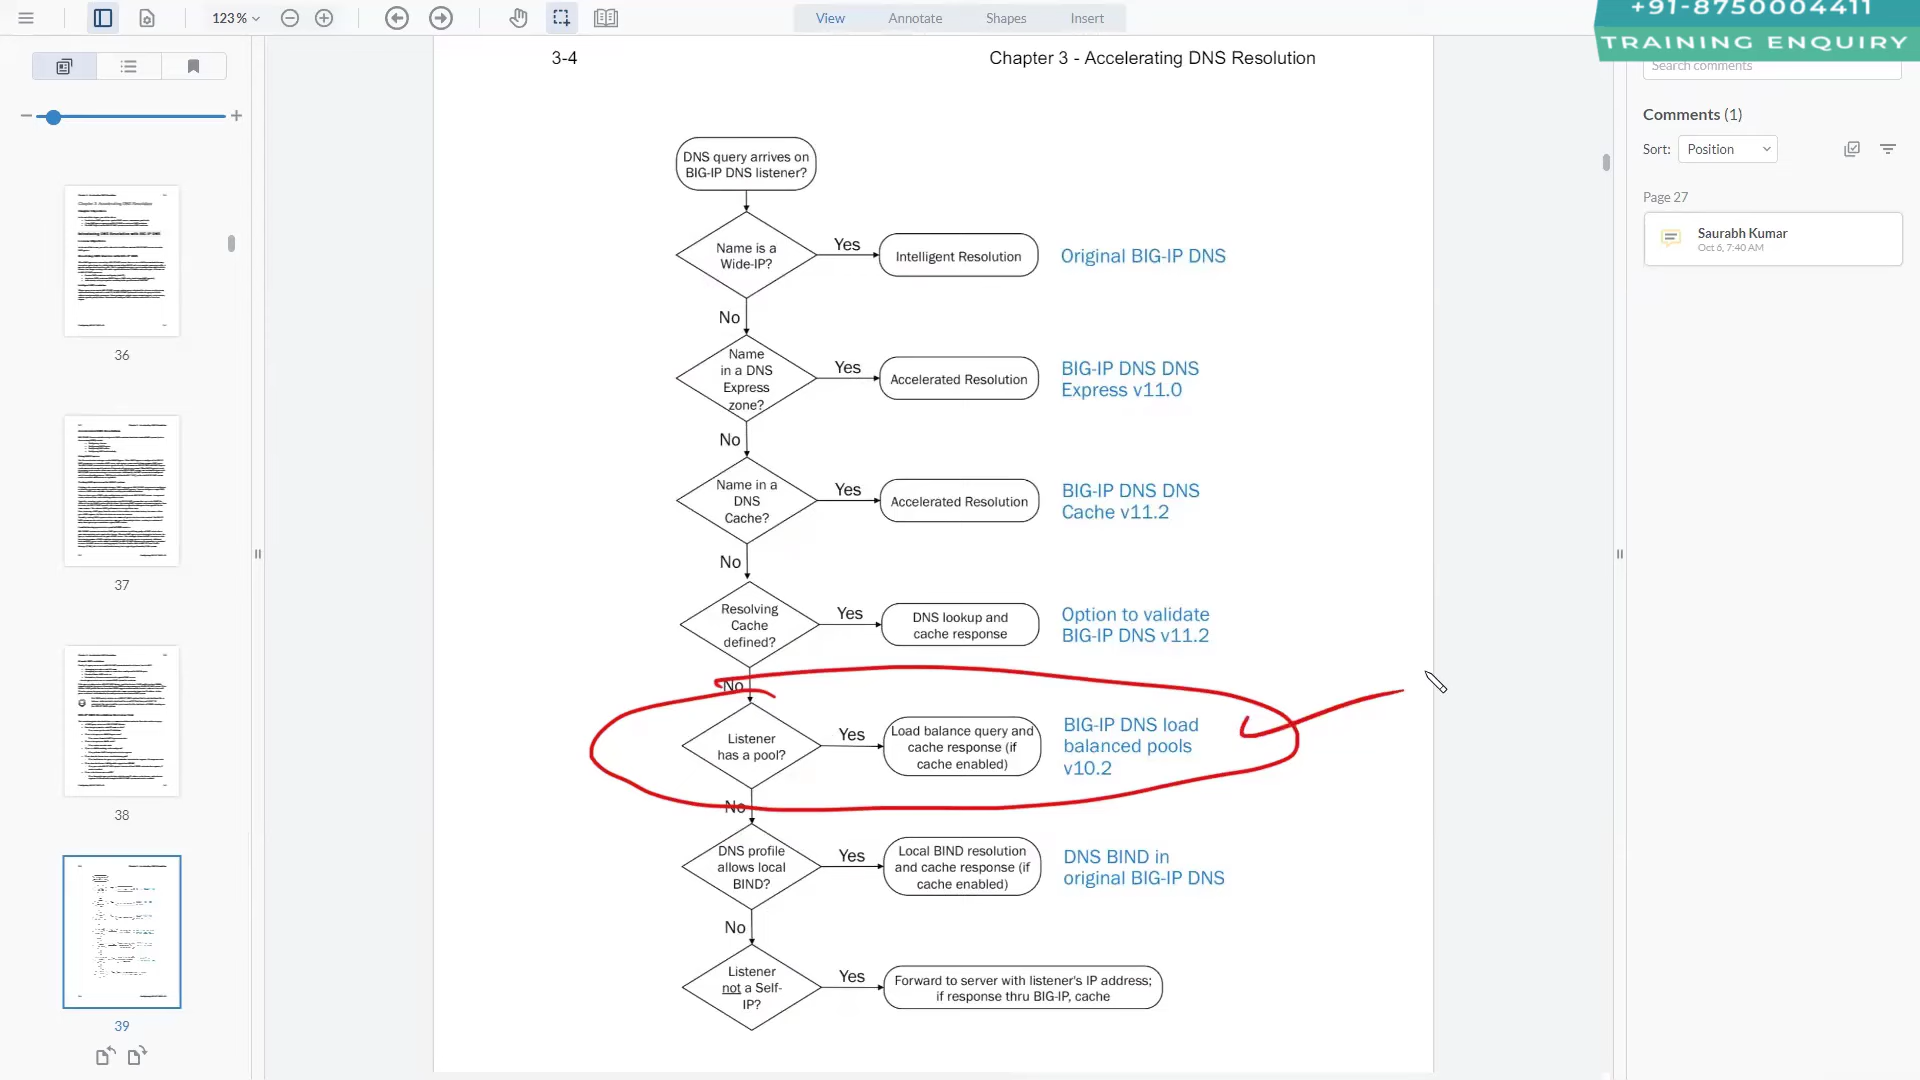 123 %
View
Annotate
Shapes
Insert
+91-8750004411
TRAINING ENQUIRY
Search comments
Comments (1)
Sort:
Position
Page 27
Saurabh Kumar
Oct 6, 7:40 AM
36
37
38
39
3-4
Chapter 3 - Accelerating DNS Resolution
DNS query arrives on
BIG-IP DNS listener?
Name is a
Wide-IP?
Yes
Intelligent Resolution
Original BIG-IP DNS
No
Name
in a DNS
Express
zone?
Yes
Accelerated Resolution
BIG-IP DNS DNS
Express v11.0
No
Name in a
DNS
Cache?
Yes
Accelerated Resolution
BIG-IP DNS DNS
Cache v11.2
No
Resolving
Cache
defined?
Yes
DNS lookup and
cache response
Option to validate
BIG-IP DNS v11.2
No
Listener
has a pool?
Yes
Load balance query and
cache response (if
cache enabled)
BIG-IP DNS load
balanced pools
v10.2
No
DNS profile
allows local
BIND?
Yes
Local BIND resolution
and cache response (if
cache enabled)
DNS BIND in
original BIG-IP DNS
No
Listener
not a Self-
IP?
Yes
Forward to server with listener's IP address;
if response thru BIG-IP, cache